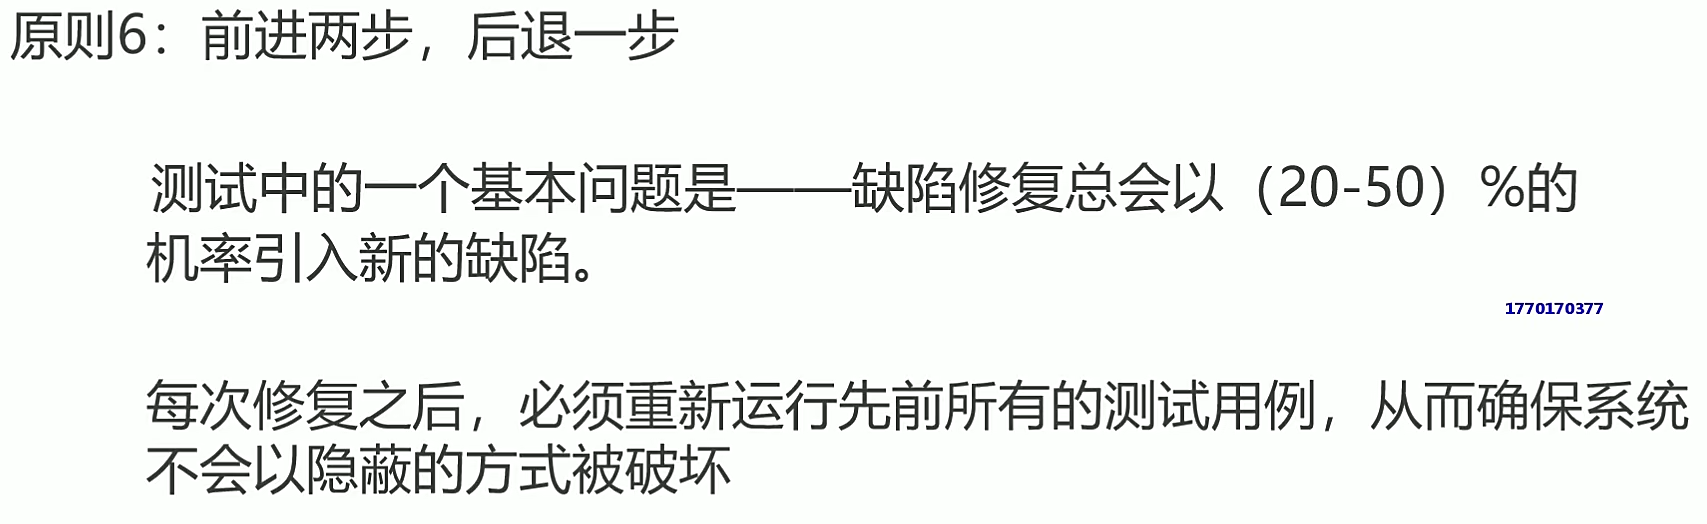 原则6：前进两步，后退一步
测试中的一个基本问题是——缺陷修复总会以（20-50）%的
机率引入新的缺陷。
1770170377
每次修复之后，必须重新运行先前所有的测试用例，从而确保系统
不会以隐蔽的方式被破坏